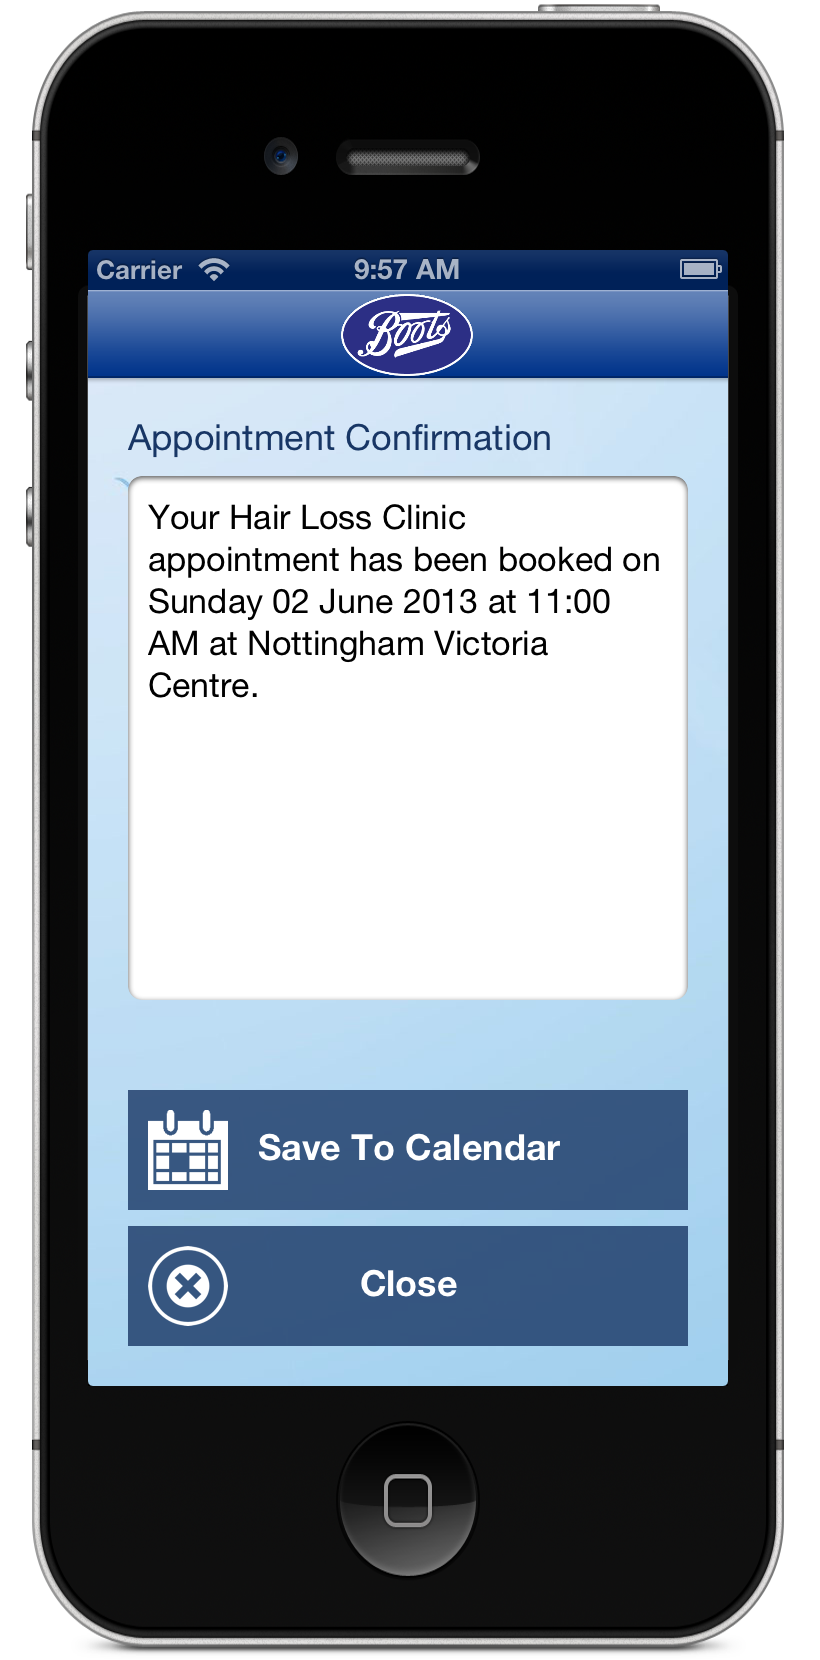 Carrier 9:57 AM
Boots
Appointment Confirmation
Your Hair Loss Clinic
appointment has been booked on
Sunday 02 June 2013 at 11:00
AM at Nottingham Victoria
Centre.
Save To Calendar
Close